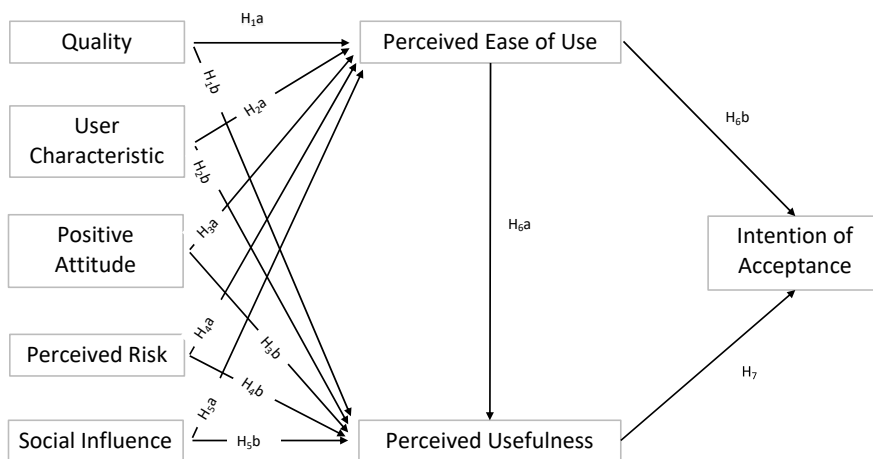 H₁a
Quality
Perceived Ease of Use
H₁b
H₂a
User
Characteristic
H₂b
H₆b
H₃a
Positive
Attitude
H₆a
Intention of
Acceptance
H₄a
H₃b
Perceived Risk
H₄b
H₇
H₅a
Social Influence
H₅b
Perceived Usefulness